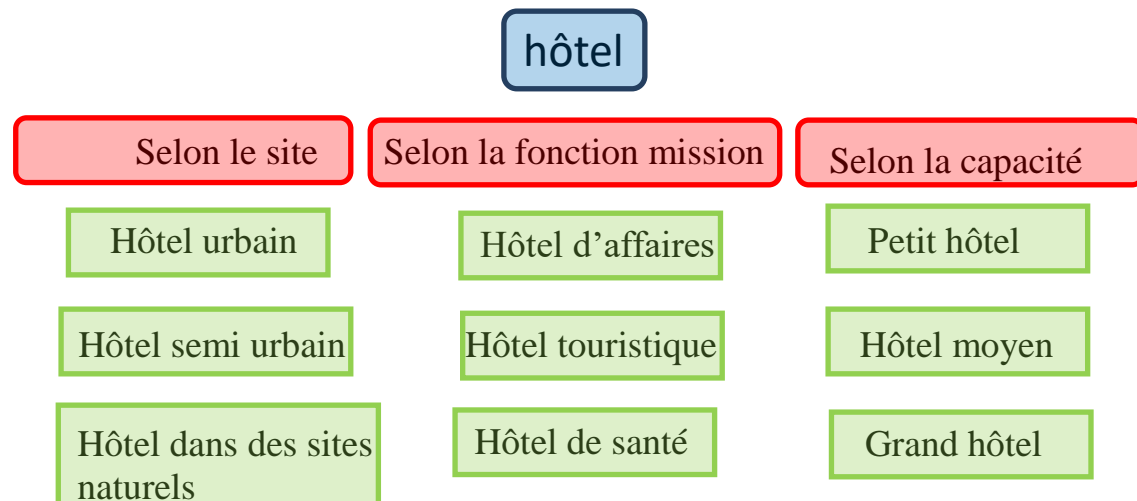 hôtel
Selon le site
Selon la fonction mission
Selon la capacité
Hôtel urbain
Hôtel d’affaires
Petit hôtel
Hôtel semi urbain
Hôtel touristique
Hôtel moyen
Hôtel dans des sites
naturels
Hôtel de santé
Grand hôtel